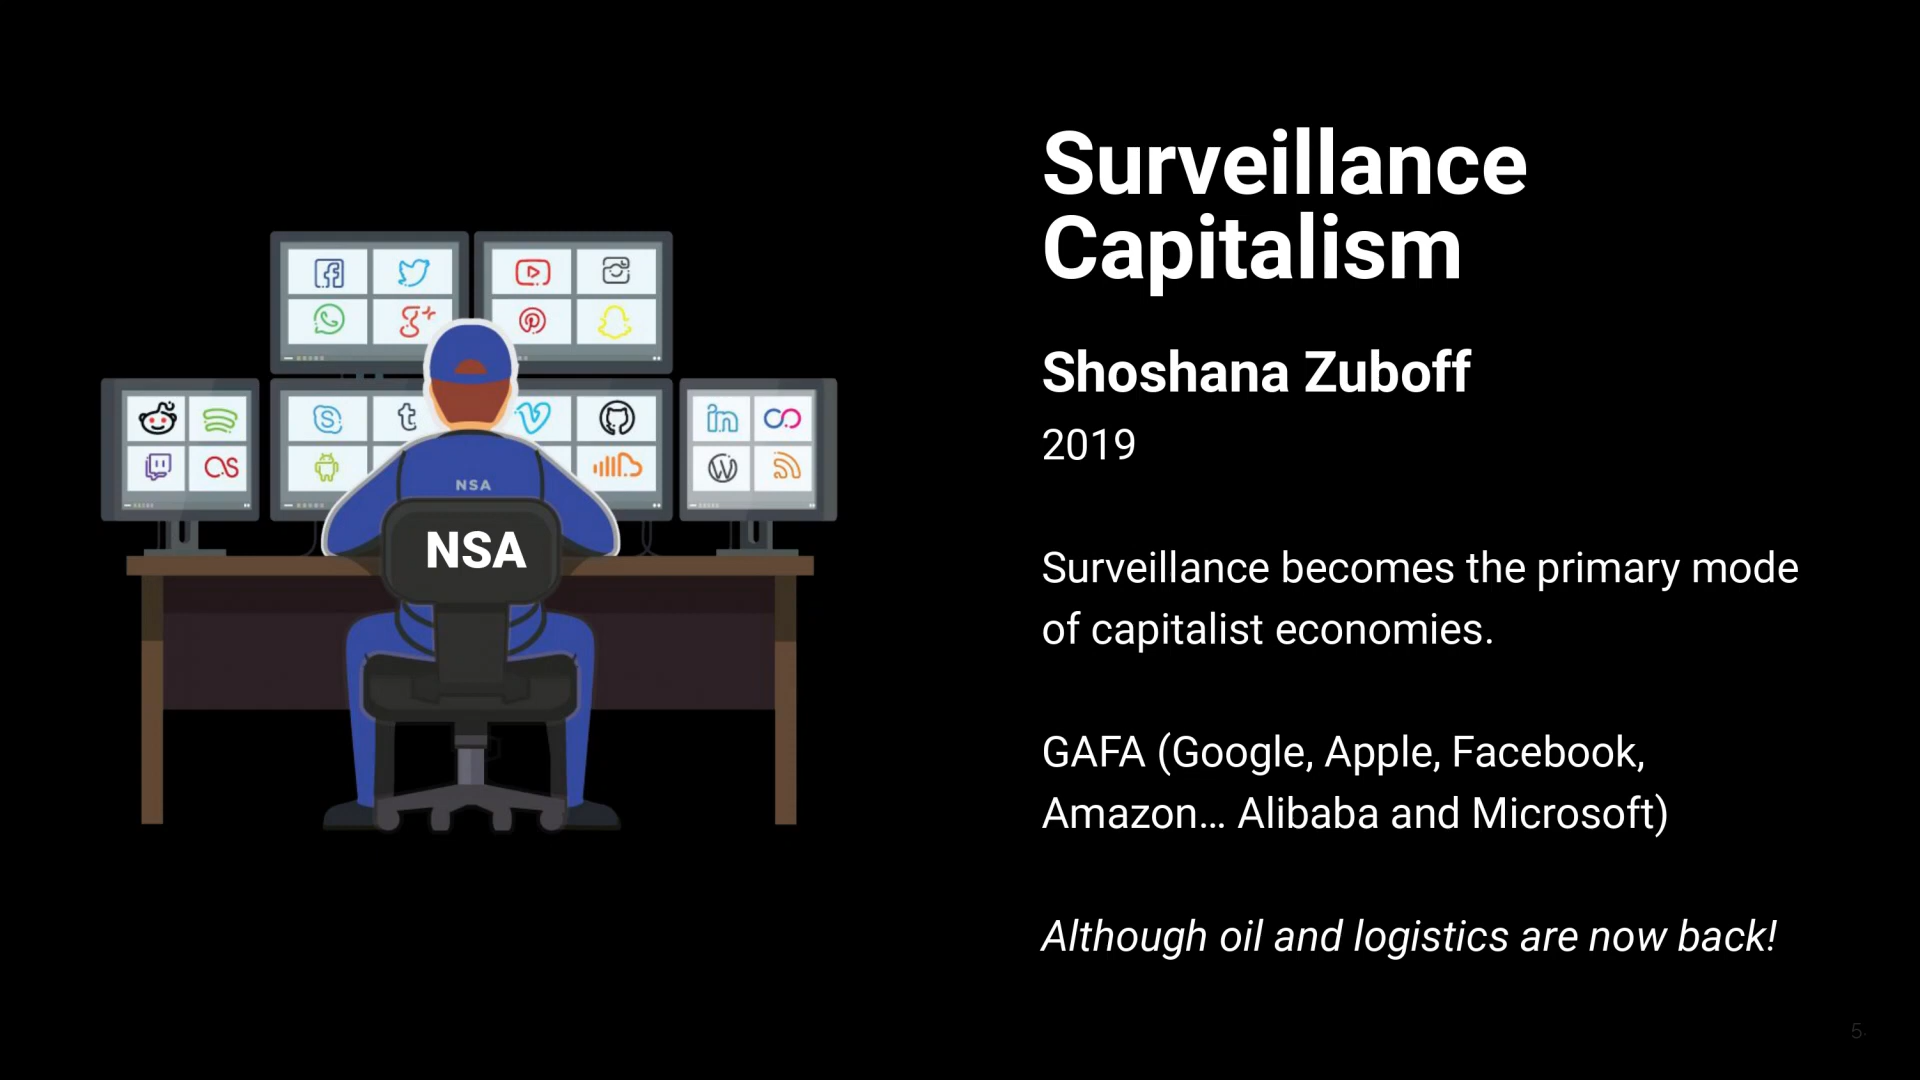 Surveillance
Capitalism
Shoshana Zuboff
2019
Surveillance becomes the primary mode
of capitalist economies.
GAFA (Google, Apple, Facebook,
Amazon... Alibaba and Microsoft)
Although oil and logistics are now back!
NSA
NSA
5